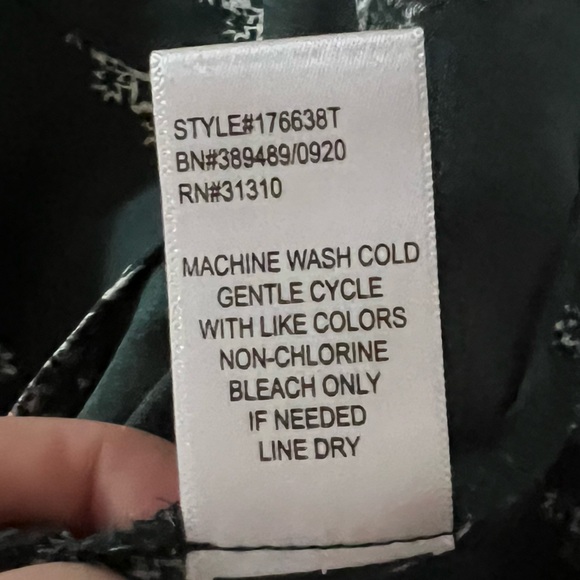 STYLE#176638T
BN#389489/0920
RN#31310
MACHINE WASH COLD
GENTLE CYCLE
WITH LIKE COLORS
NON-CHLORINE
BLEACH ONLY
IF NEEDED
LINE DRY